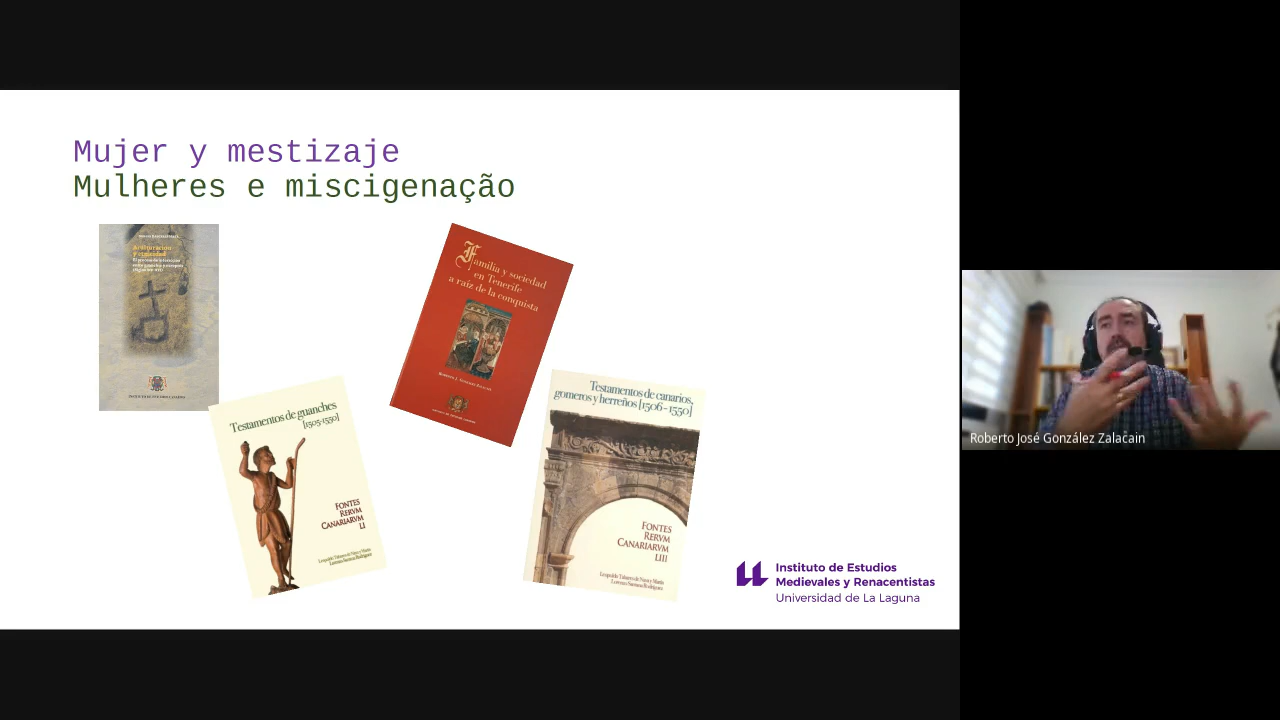 Mujer y mestizaje
Mulheres e miscigenação
Aculturación
y
Familia y sociedad
en Tenerife
a raíz de la conquista
Testamentos de guanches
[1505-1550]
FONTES
RERVM
CANARIARVM
LI
Testamentos de canarios,
gomeros y herreños [1506-1550]
FONTES
RERVM
CANARIARVM
LIII
Instituto de Estudios
Medievales y Renacentistas
Universidad de La Laguna
Roberto José González Zalacain